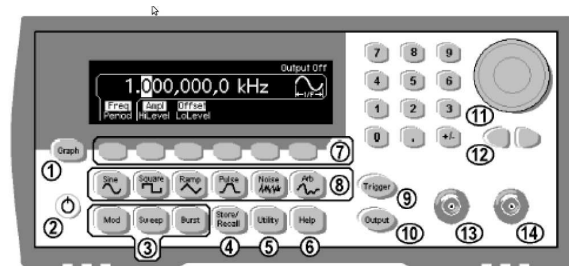 Output Off
1.000,000,0 kHz
1/F
Freq Ampl Offset
Period HiLevel LoLevel
7 8 9
4 5 6
1 2 3
0 . +/-
11
12
Graph
1
7
Sine Square Ramp Pulse Noise Arb
8
Trigger
9
2
Mod Sweep Burst Store/Recall Utility Help
Output
10
3 4 5 6
13 14